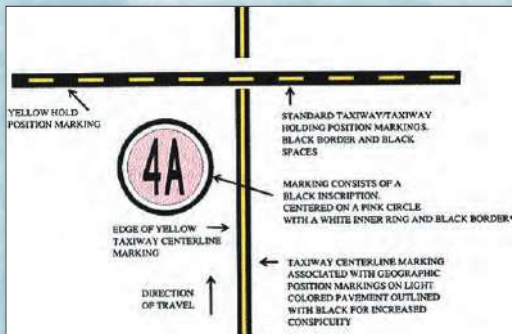 YELLOW HOLD
POSITION MARKING
STANDARD TAXIWAY/TAXIWAY
HOLDING POSITION MARKINGS,
BLACK BORDER AND BLACK
SPACES
4A
MARKING CONSISTS OF A
BLACK INSCRIPTION,
CENTERED ON A PINK CIRCLE
WITH A WHITE INNER RING AND BLACK BORDER
EDGE OF YELLOW
TAXIWAY CENTERLINE
MARKING
TAXIWAY CENTERLINE MARKING
ASSOCIATED WITH GEOGRAPHIC
POSITION MARKINGS ON LIGHT
COLORED PAVEMENT OUTLINED
WITH BLACK FOR INCREASED
CONSPICUITY
DIRECTION
OF TRAVEL